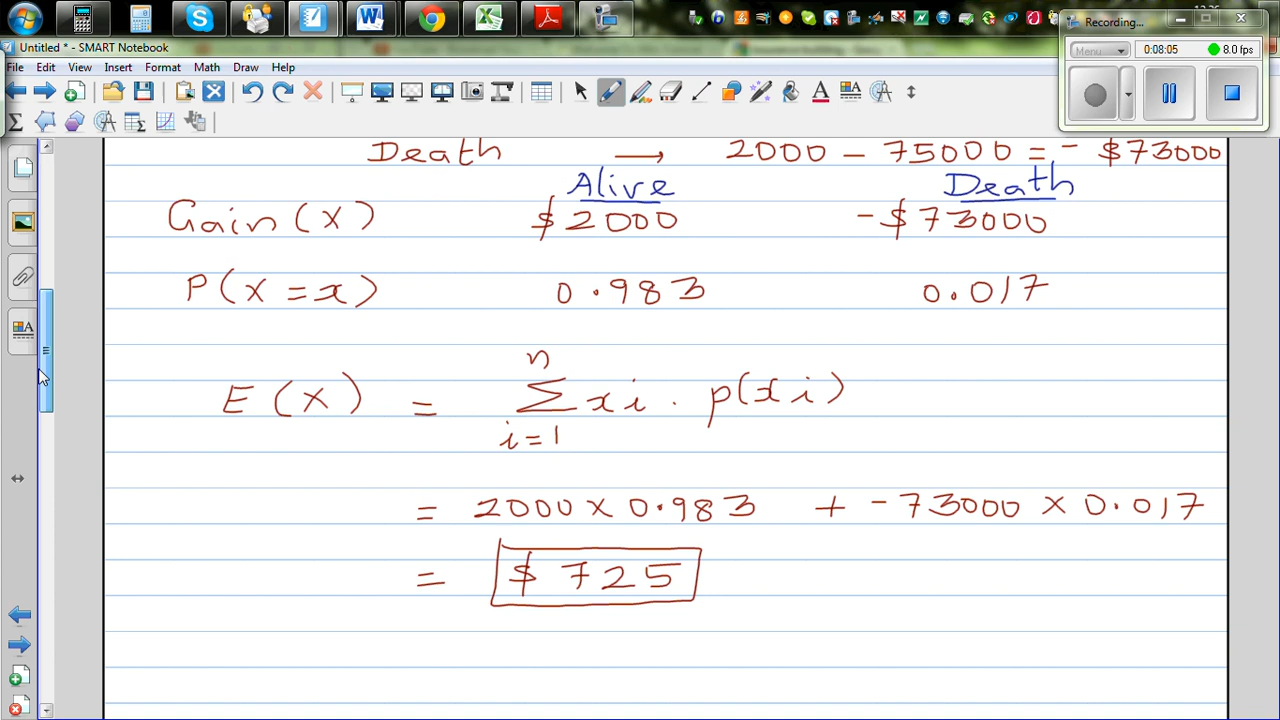 Recording...
Untitled * - SMART Notebook
Menu
0:08:05
8.0 fps
File Edit View Insert Format Math Draw Help
Death → 2000 - 75000 = - $73000
Alive Death
Gain (X) $2000 -$73000
P(X = x) 0.983 0.017
n
E(X) = Σ xi . p(xi)
i=1
= 2000 × 0.983 + -73000 × 0.017
= $ 725